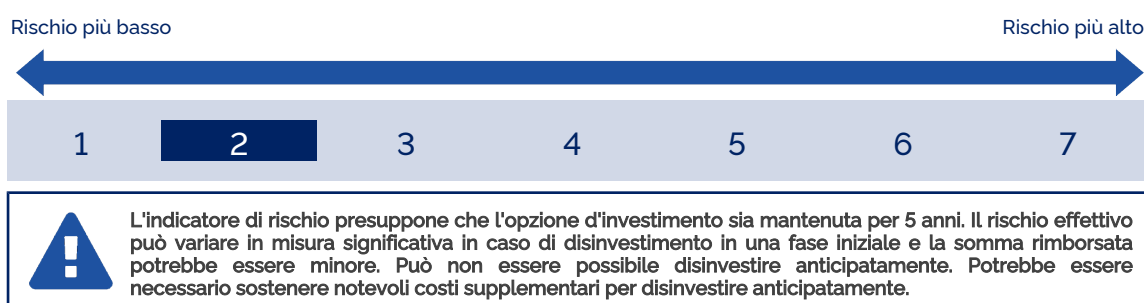 Rischio più basso Rischio più alto
1 2 3 4 5 6 7
L'indicatore di rischio presuppone che l'opzione d'investimento sia mantenuta per 5 anni. Il rischio effettivo
può variare in misura significativa in caso di disinvestimento in una fase iniziale e la somma rimborsata
potrebbe essere minore. Può non essere possibile disinvestire anticipatamente. Potrebbe essere
necessario sostenere notevoli costi supplementari per disinvestire anticipatamente.